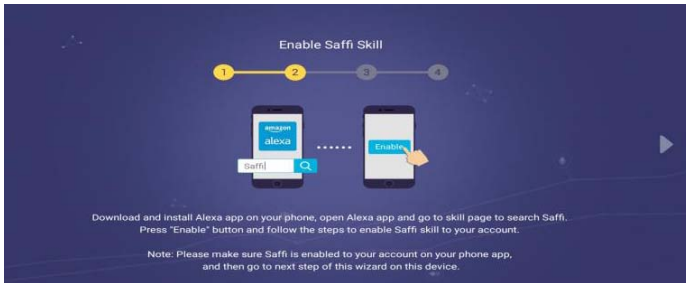 Enable Saffi Skill
1 2 3 4
amazon
alexa
Saffi
Enable
Download and install Alexa app on your phone, open Alexa app and go to skill page to search Saffi.
Press "Enable" button and follow the steps to enable Saffi skill to your account.
Note: Please make sure Saffi is enabled to your account on your phone app,
and then go to next step of this wizard on this device.